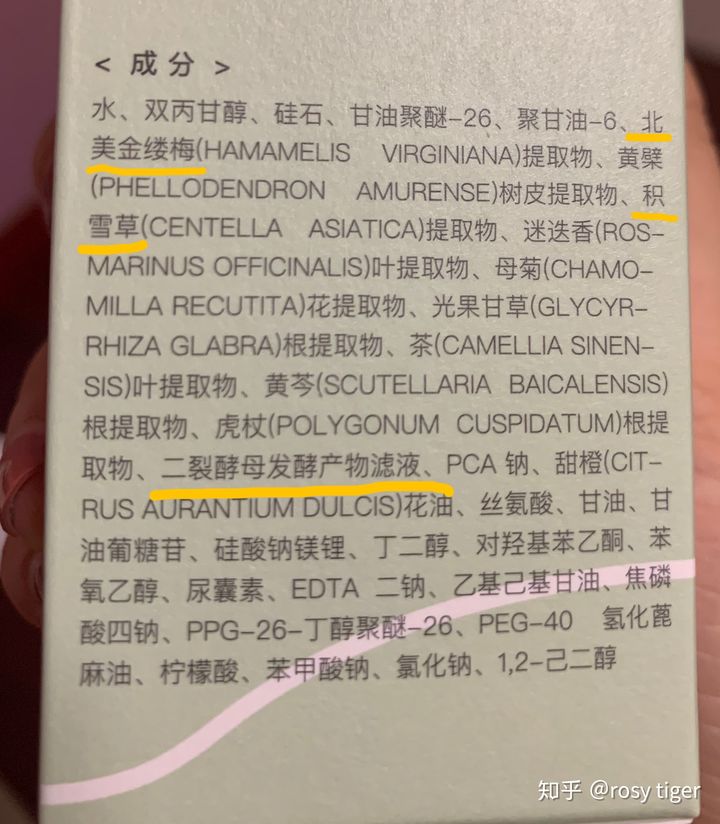 < 成分 >
水、双丙甘醇、硅石、甘油聚醚-26、聚甘油-6、北
美金缕梅(HAMAMELIS VIRGINIANA)提取物、黄檗
(PHELLODENDRON AMURENSE)树皮提取物、积
雪草(CENTELLA ASIATICA)提取物、迷迭香(ROS-
MARINUS OFFICINALIS)叶提取物、母菊(CHAMO-
MILLA RECUTITA)花提取物、光果甘草(GLYCYR-
RHIZA GLABRA)根提取物、茶(CAMELLIA SINEN-
SIS)叶提取物、黄芩(SCUTELLARIA BAICALENSIS)
根提取物、虎杖(POLYGONUM CUSPIDATUM)根提
取物、二裂酵母发酵产物滤液、PCA 钠、甜橙(CIT-
RUS AURANTIUM DULCIS)花油、丝氨酸、甘油、甘
油葡糖苷、硅酸钠镁锂、丁二醇、对羟基苯乙酮、苯
氧乙醇、尿囊素、EDTA 二钠、乙基己基甘油、焦磷
酸四钠、PPG-26-丁醇聚醚-26、PEG-40 氢化蓖
麻油、柠檬酸、苯甲酸钠、氯化钠、1,2-己二醇
知乎 @rosy tiger